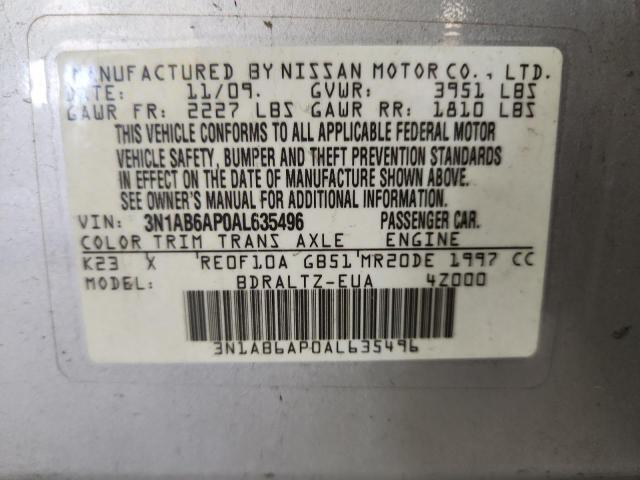 MANUFACTURED BY NISSAN MOTOR CO., LTD.
DATE: 11/09. GVWR: 3951 LBS
GAWR FR: 2227 LBS GAWR RR: 1810 LBS
THIS VEHICLE CONFORMS TO ALL APPLICABLE FEDERAL MOTOR
VEHICLE SAFETY, BUMPER AND THEFT PREVENTION STANDARDS
IN EFFECT ON THE DATE OF MANUFACTURE SHOWN ABOVE.
SEE OWNER'S MANUAL FOR ADDITIONAL INFORMATION.
VIN: 3N1AB6AP0AL635496 PASSENGER CAR.
COLOR TRIM TRANS AXLE ENGINE
K23 X 'RE0F10A GB51'MR20DE 1997 CC
MODEL: BDRALTZ-EUA 4Z000
3N1AB6AP0AL635496